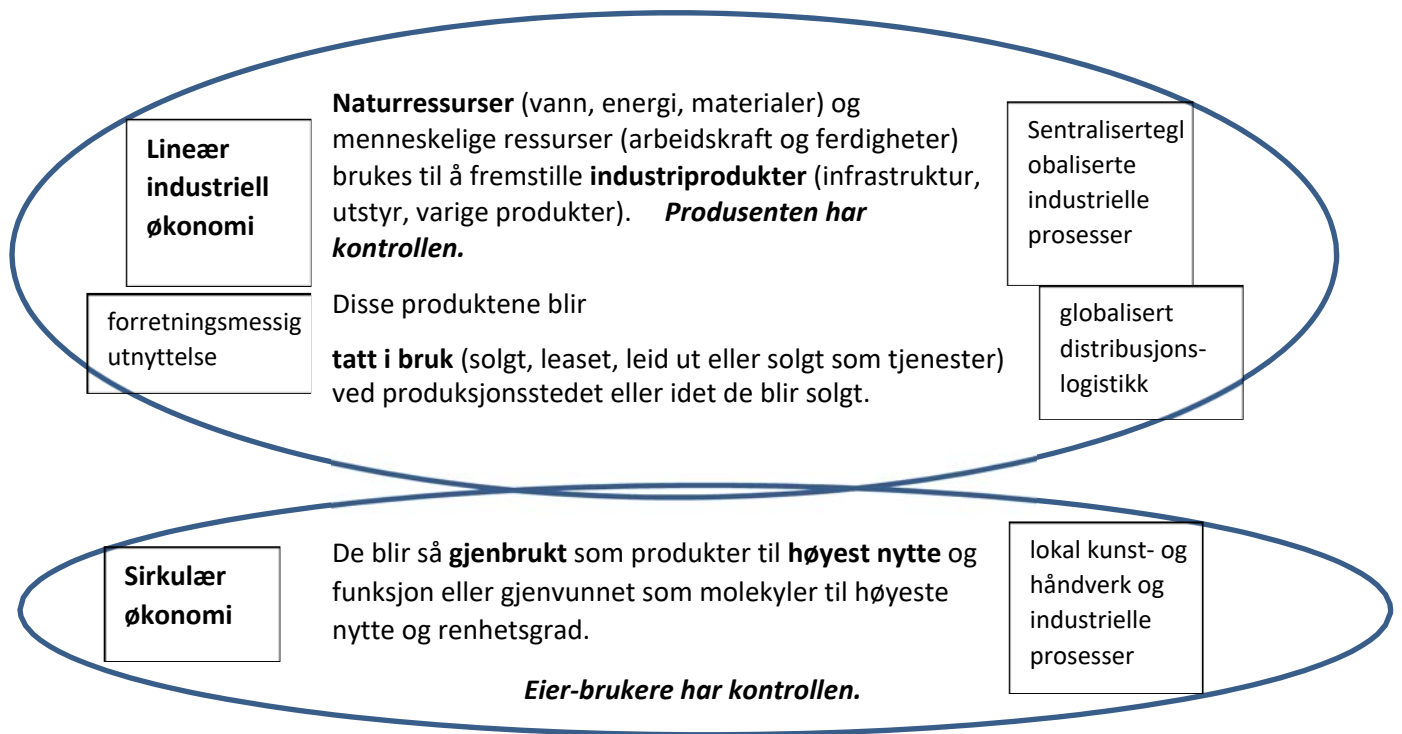 Lineær
industriell
økonomi
Naturressurser (vann, energi, materialer) og
menneskelige ressurser (arbeidskraft og ferdigheter)
brukes til å fremstille industriprodukter (infrastruktur,
utstyr, varige produkter). Produsenten har
kontrollen.
Sentralisertegl
obaliserte
industrielle
prosesser
forretningsmessig
utnyttelse
Disse produktene blir
tatt i bruk (solgt, leaset, leid ut eller solgt som tjenester)
ved produksjonsstedet eller idet de blir solgt.
globalisert
distribusjons-
logistikk
Sirkulær
økonomi
De blir så gjenbrukt som produkter til høyest nytte og
funksjon eller gjenvunnet som molekyler til høyeste
nytte og renhetsgrad.
Eier-brukere har kontrollen.
lokal kunst- og
håndverk og
industrielle
prosesser